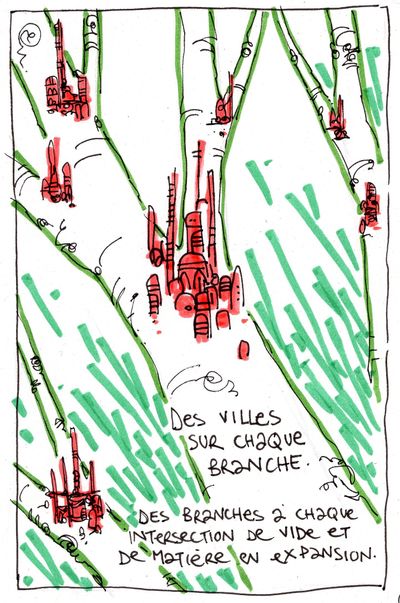 DES VILLES
SUR CHAQUE
BRANCHE.
DES BRANCHES à CHAQUE
INTERSECTION DE VIDE ET
DE MATIÈRE EN EXPANSION.